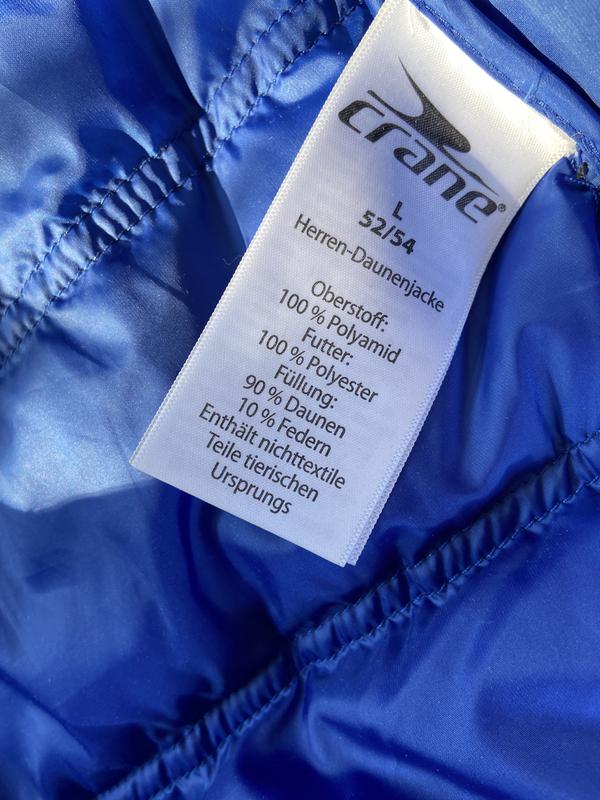 crane®
L
52/54
Herren-Daunenjacke
Oberstoff:
100 % Polyamid
Futter:
100 % Polyester
Füllung:
90 % Daunen
10 % Federn
Enthält nichttextile
Teile tierischen
Ursprungs